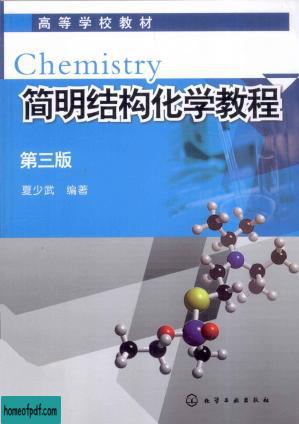 高等学校教材
Chemistry
简明结构化学教程
第三版
夏少武 编著
化学工业出版社
homeofpdf.com